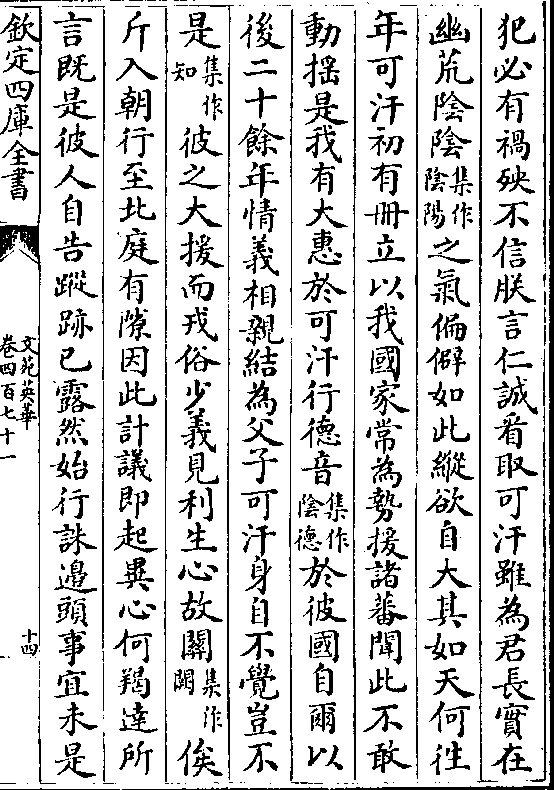 犯必有禍殃不信朕言仁誠看取可汗雖為君長實在
幽荒陰陰集作陰陽之氣偏僻如此縱欲自大其如天何徃
年可汗初有冊立以我國家常為勢援諸蕃聞此不敢
動揺是我有大惠於可汗行德音集作陰德於彼國自爾以
後二十餘年情義相親結為父子可汗身自不覺豈不
是集作知彼之大援而戎俗少義見利生心故闗集作闕俟
斤入朝行至北庭有隙因此計議即起異心何羯達所
言既是彼人自告蹤跡已露然始行誅邉頭事宜未是
欽定四庫全書
文苑英華
卷四百七十一
十四